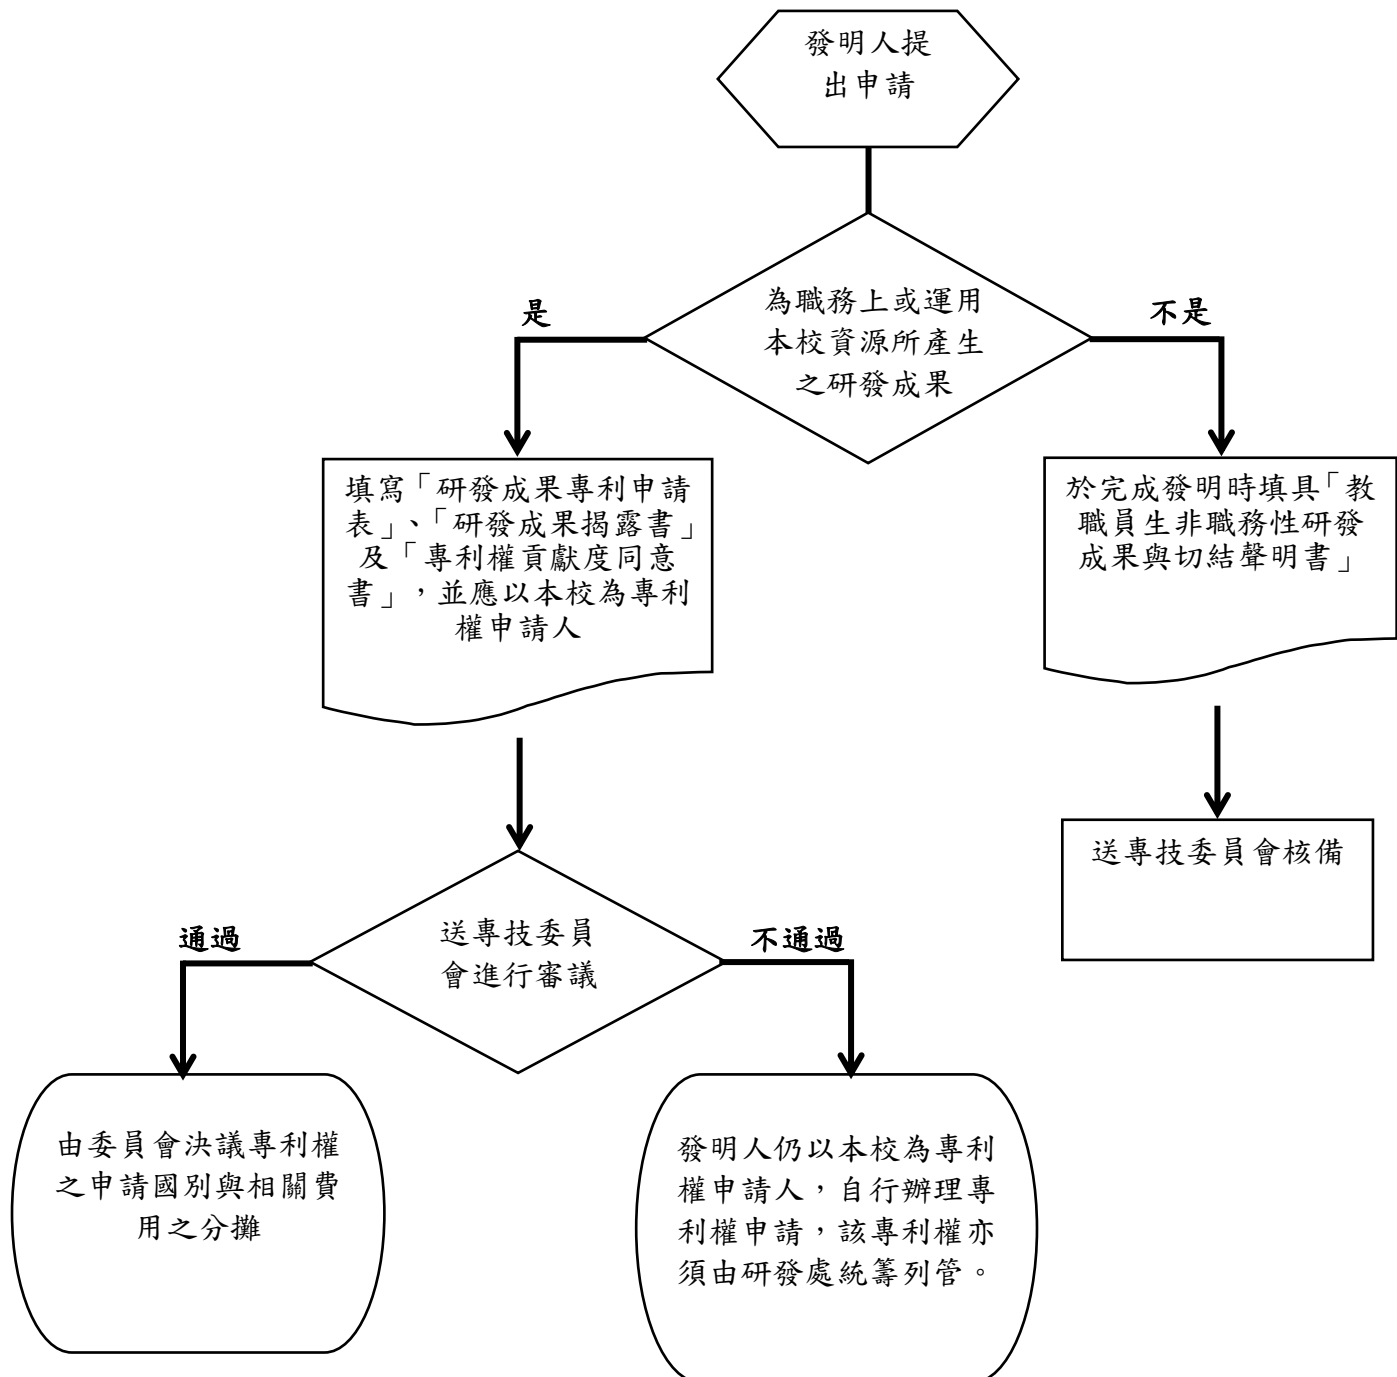 發明人提
出申請
為職務上或運用
本校資源所產生
之研發成果
是
不是
填寫「研發成果專利申請
表」、「研發成果揭露書」
及「專利權貢獻度同意
書」，並應以本校為專利
權申請人
於完成發明時填具「教
職員生非職務性研發
成果與切結聲明書」
送專技委員會核備
送專技委員
會進行審議
通過
不通過
由委員會決議專利權
之申請國別與相關費
用之分攤
發明人仍以本校為專利
權申請人，自行辦理專
利權申請，該專利權亦
須由研發處統籌列管。